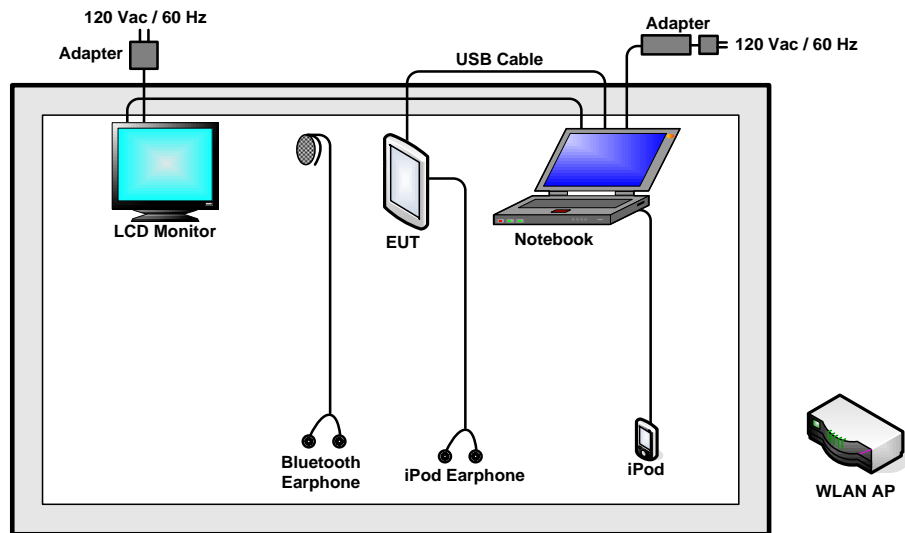 120 Vac / 60 Hz
Adapter
Adapter
120 Vac / 60 Hz
USB Cable
LCD Monitor
EUT
Notebook
Bluetooth
Earphone
iPod Earphone
iPod
WLAN AP